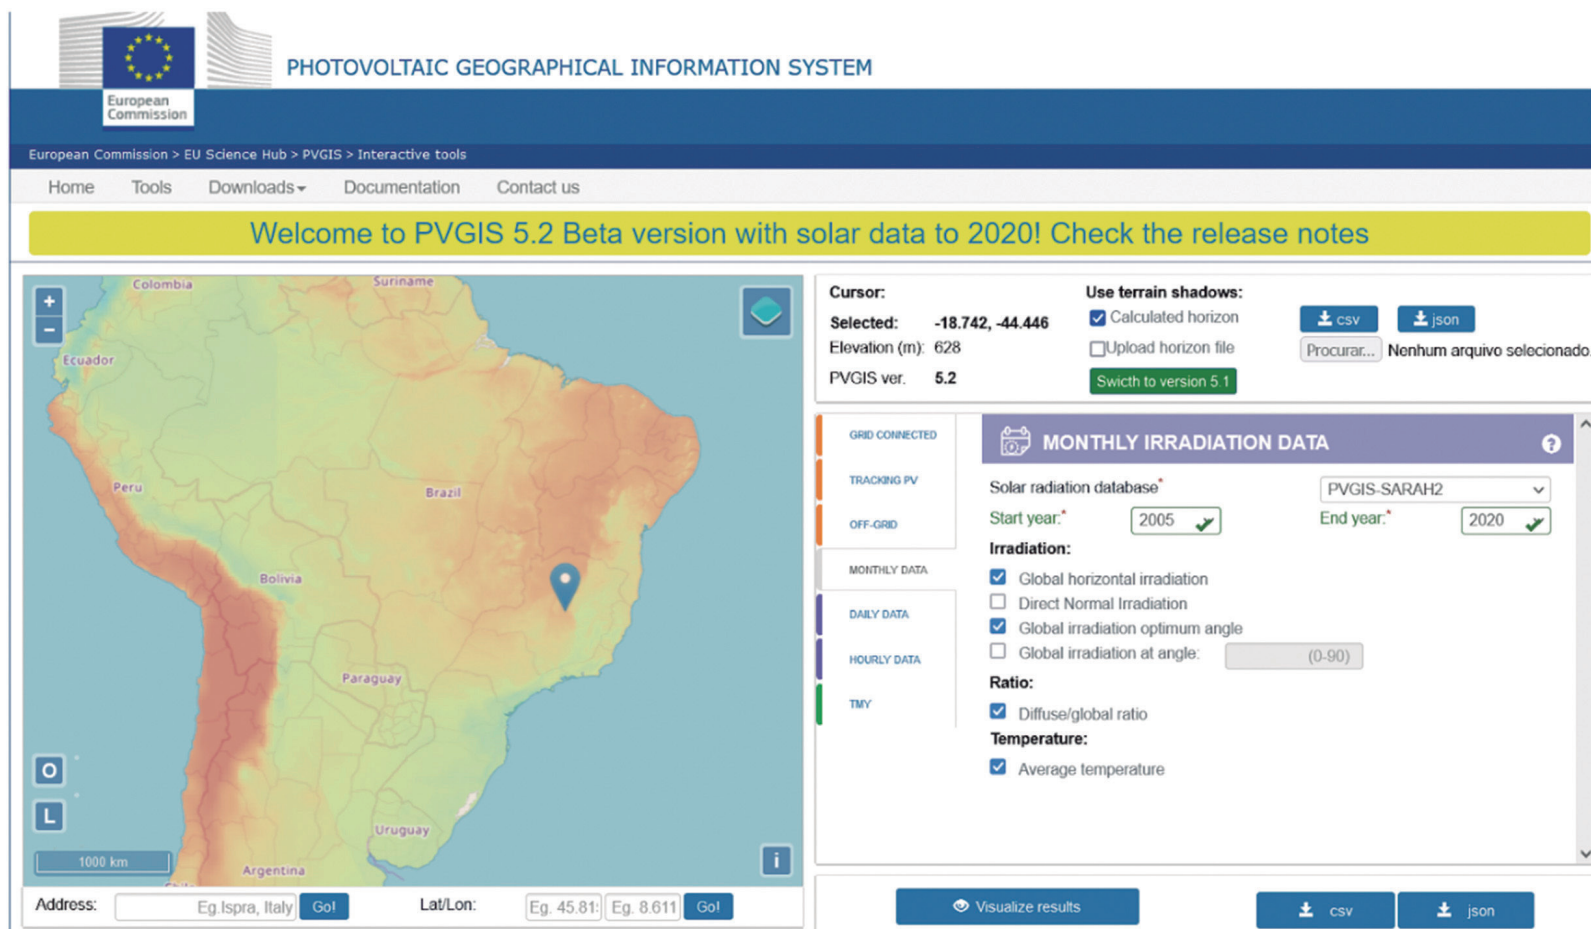 PHOTOVOLTAIC GEOGRAPHICAL INFORMATION SYSTEM
European
Commission
European Commission > EU Science Hub > PVGIS > Interactive tools
Home Tools Downloads Documentation Contact us
Welcome to PVGIS 5.2 Beta version with solar data to 2020! Check the release notes
+
−
Colombia
Suriname
Ecuador
Peru
Brazil
Bolivia
Paraguay
Uruguay
Argentina
O
L
1000 km
i
Address: Eg.Ispra, Italy Go! Lat/Lon: Eg. 45.81 Eg. 8.611 Go!
Cursor:
Selected: -18.742, -44.446
Elevation (m): 628
PVGIS ver. 5.2
Use terrain shadows:
Calculated horizon
Upload horizon file
Swicth to version 5.1
csv json
Procurar... Nenhum arquivo selecionado.
GRID CONNECTED
TRACKING PV
OFF-GRID
MONTHLY DATA
DAILY DATA
HOURLY DATA
TMY
MONTHLY IRRADIATION DATA ?
Solar radiation database* PVGIS-SARAH2
Start year:* 2005 End year:* 2020
Irradiation:
Global horizontal irradiation
Direct Normal Irradiation
Global irradiation optimum angle
Global irradiation at angle: (0-90)
Ratio:
Diffuse/global ratio
Temperature:
Average temperature
Visualize results csv json